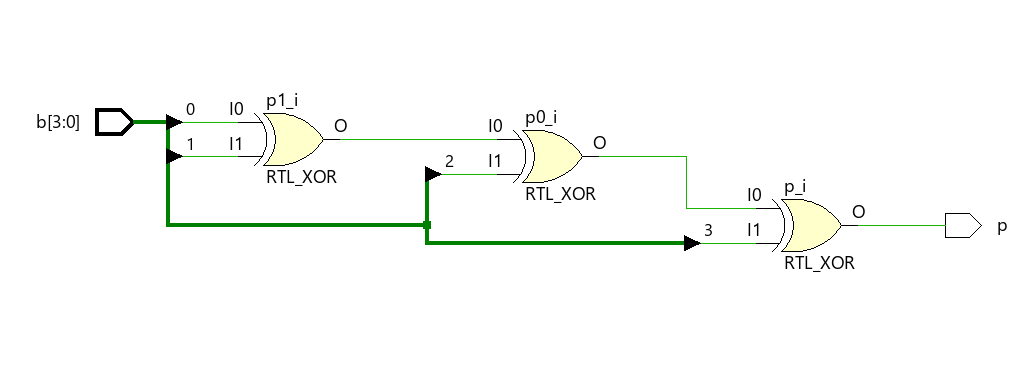 b[3:0]
0
I0
1
I1
p1_i
O
RTL_XOR
I0
2
I1
p0_i
O
RTL_XOR
I0
3
I1
p_i
O
RTL_XOR
p